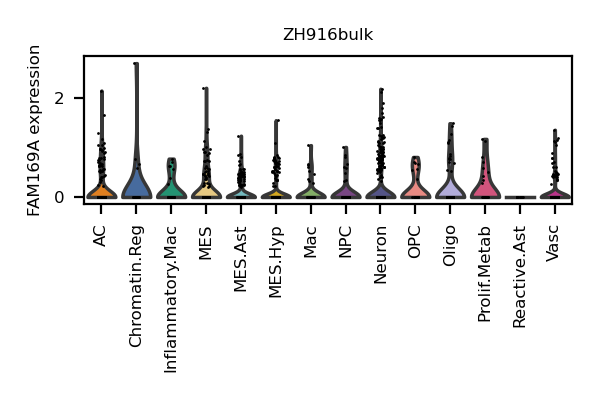 ZH916bulk
FAM169A expression
2
0
AC
Chromatin.Reg
Inflammatory.Mac
MES
MES.Ast
MES.Hyp
Mac
NPC
Neuron
OPC
Oligo
Prolif.Metab
Reactive.Ast
Vasc